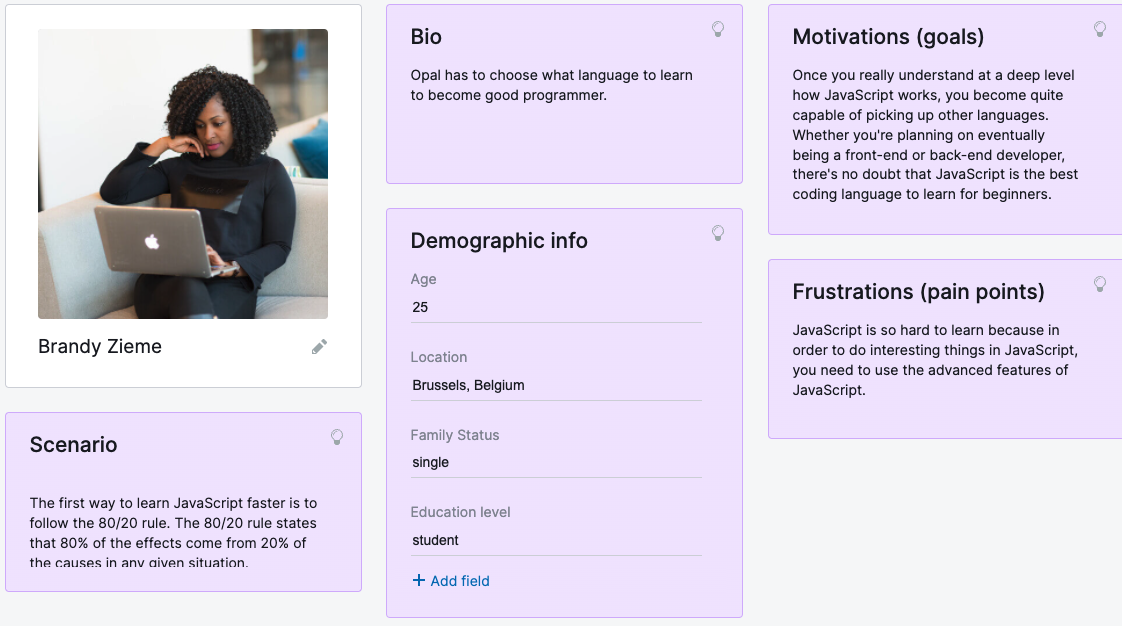 Brandy Zieme
Scenario
The first way to learn JavaScript faster is to
follow the 80/20 rule. The 80/20 rule states
that 80% of the effects come from 20% of
the causes in any given situation.
Bio
Opal has to choose what language to learn
to become good programmer.
Demographic info
Age
25
Location
Brussels, Belgium
Family Status
single
Education level
student
+ Add field
Motivations (goals)
Once you really understand at a deep level
how JavaScript works, you become quite
capable of picking up other languages.
Whether you're planning on eventually
being a front-end or back-end developer,
there's no doubt that JavaScript is the best
coding language to learn for beginners.
Frustrations (pain points)
JavaScript is so hard to learn because in
order to do interesting things in JavaScript,
you need to use the advanced features of
JavaScript.